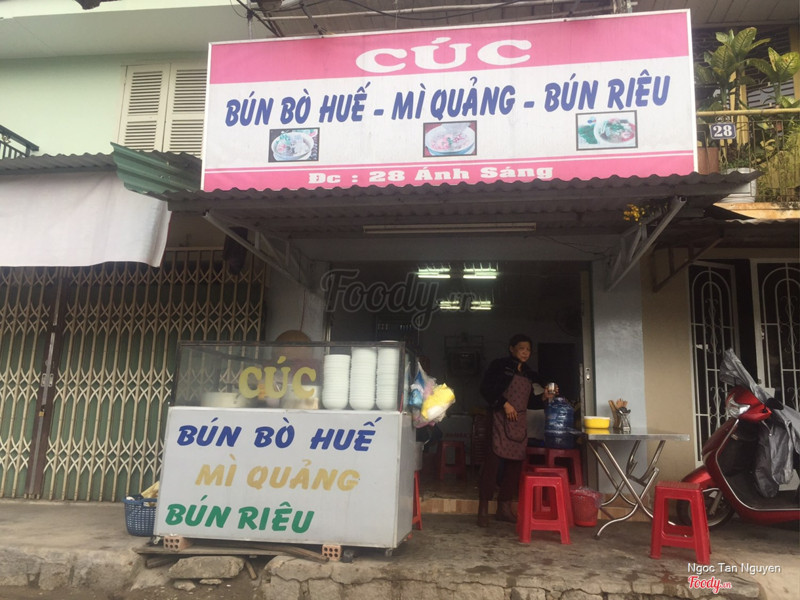 CÚC
BÚN BÒ HUẾ - MÌ QUẢNG - BÚN RIÊU
Đc : 28 Ánh Sáng
28
Foody.vn
CÚC
BÚN BÒ HUẾ
MÌ QUẢNG
BÚN RIÊU
Ngoc Tan Nguyen
Foody.vn